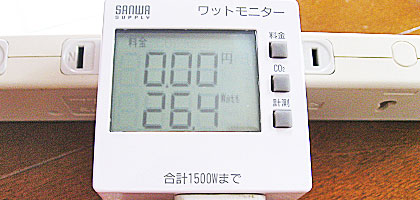 SANWA
SUPPLY
ワットモニター
料金
料金
0.00 円
CO₂
26.4 Watt
計測
合計1500Wまで